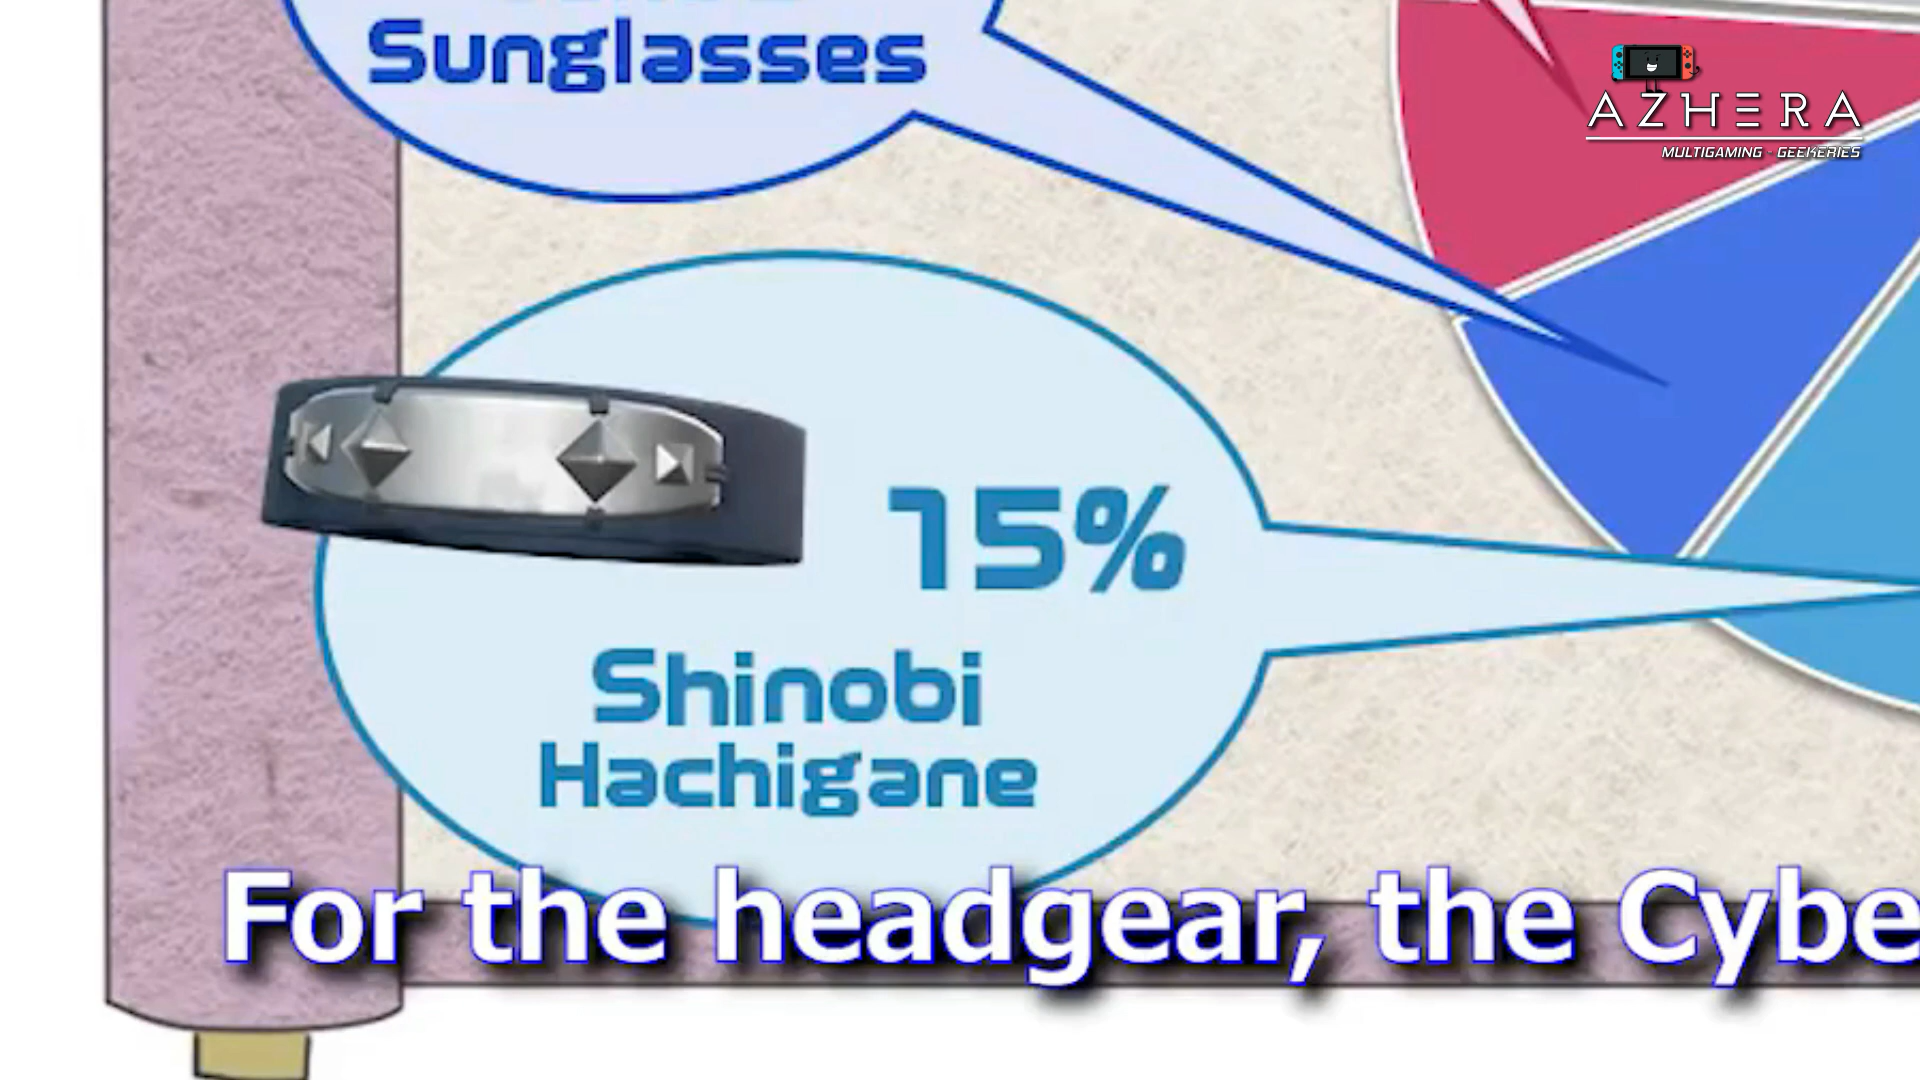 Sunglasses
AZHERA
MULTIGAMING - GEEKERIES
15%
Shinobi
Hachigane
For the headgear, the Cybe